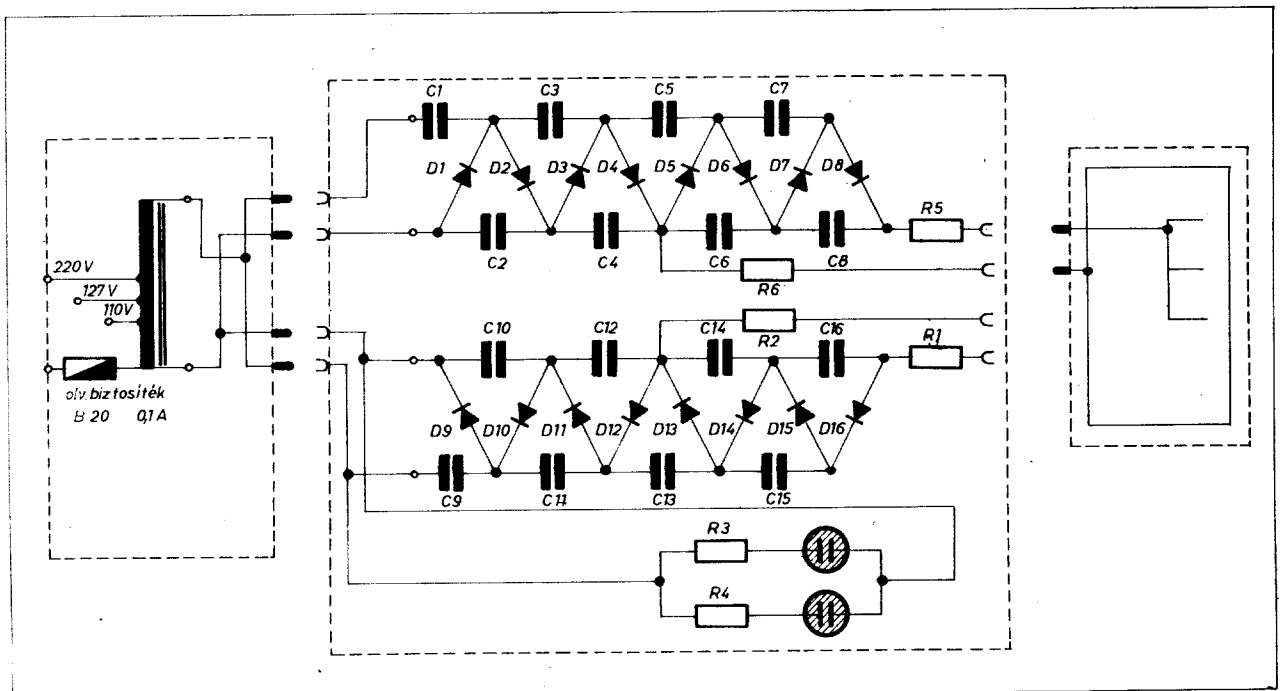 C1 C3 C5 C7
D1 D2 D3 D4 D5 D6 D7 D8
R5
C2 C4 C6 C8
R6
220V
127V
110V
olv. biztosíték
B 20 0,1A
C10 C12 C14 R2 C16 R1
D9 D10 D11 D12 D13 D14 D15 D16
C9 C11 C13 C15
R3
R4